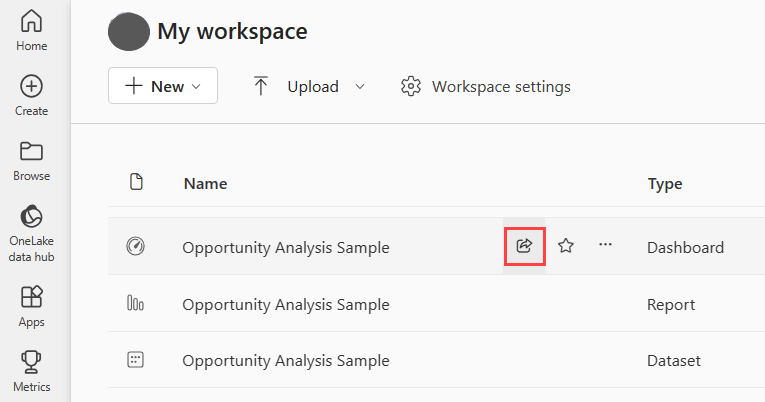 Home
Create
Browse
OneLake
data hub
Apps
Metrics
My workspace
New
Upload
Workspace settings
Name Type
Opportunity Analysis Sample Dashboard
Opportunity Analysis Sample Report
Opportunity Analysis Sample Dataset